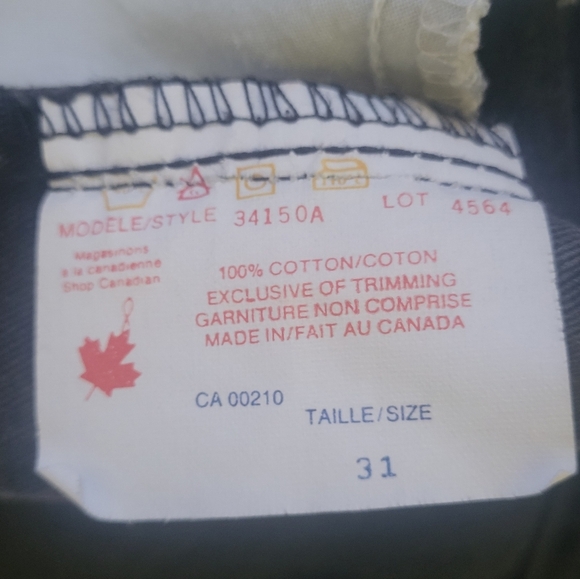 MODÈLE/STYLE 34150A LOT 4564
Magasinons
à la canadienne
Shop Canadian
100% COTTON/COTON
EXCLUSIVE OF TRIMMING
GARNITURE NON COMPRISE
MADE IN/FAIT AU CANADA
CA 00210
TAILLE/SIZE
31